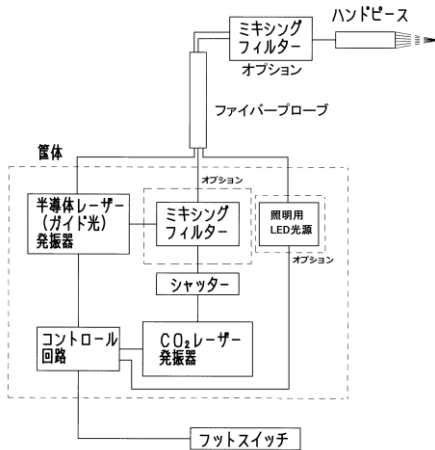 ハンドピース
ミキシング
フィルター
オプション
ファイバープローブ
筐体
オプション
半導体レーザー
(ガイド光)
発振器
ミキシング
フィルター
照明用
LED光源
オプション
シャッター
コントロール
回路
CO₂レーザー
発振器
フットスイッチ